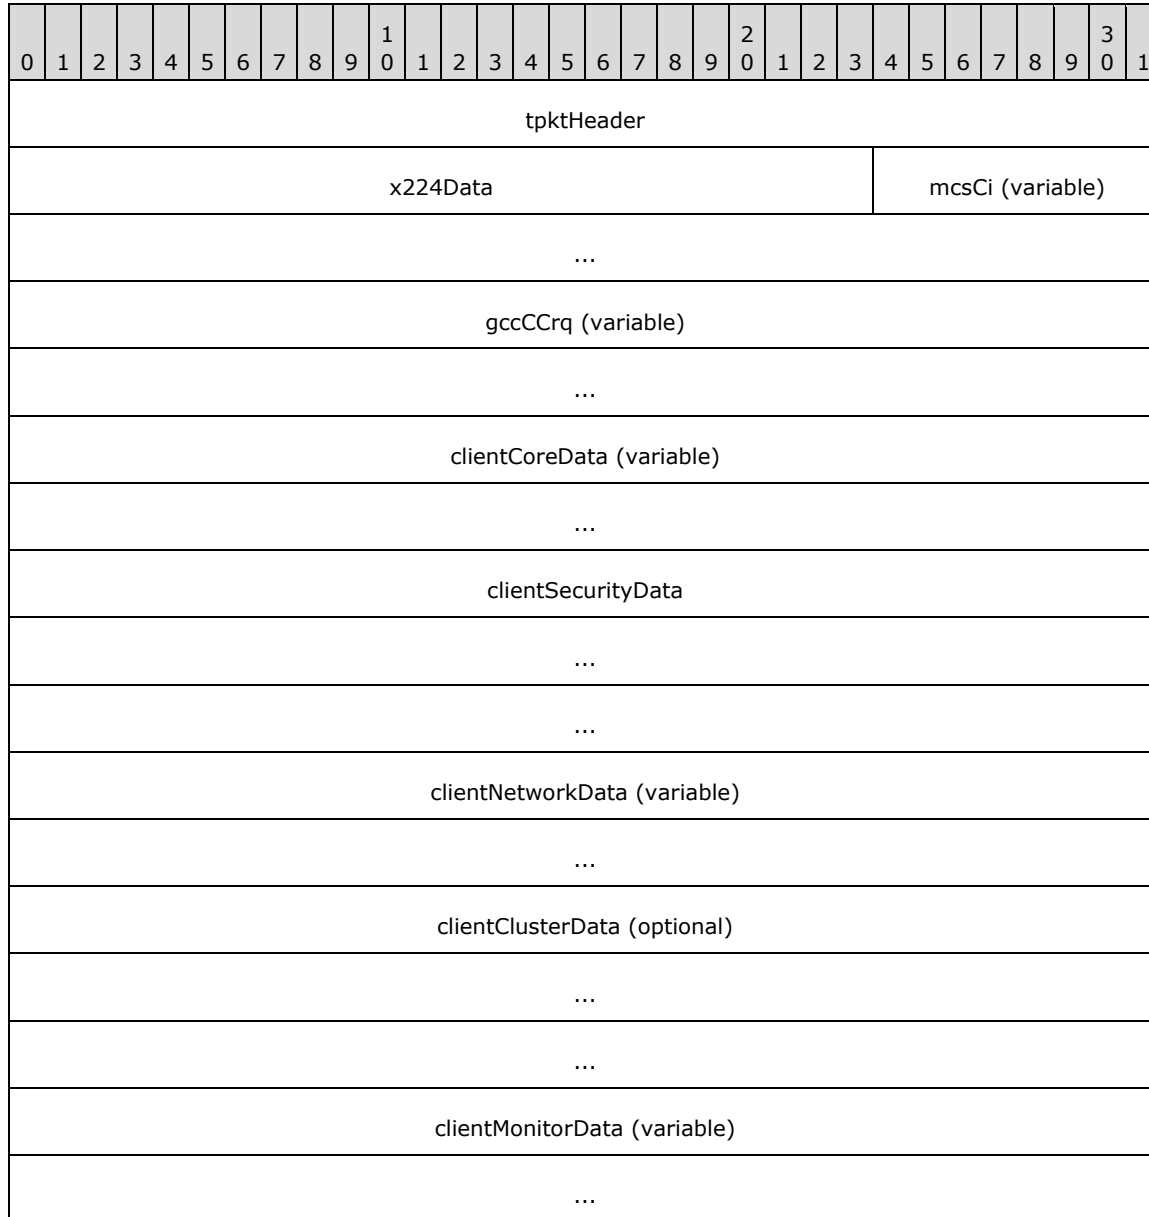 1 2 3
0 1 2 3 4 5 6 7 8 9 0 1 2 3 4 5 6 7 8 9 0 1 2 3 4 5 6 7 8 9 0 1
tpktHeader
x224Data mcsCi (variable)
...
gccCCrq (variable)
...
clientCoreData (variable)
...
clientSecurityData
...
...
clientNetworkData (variable)
...
clientClusterData (optional)
...
...
clientMonitorData (variable)
...